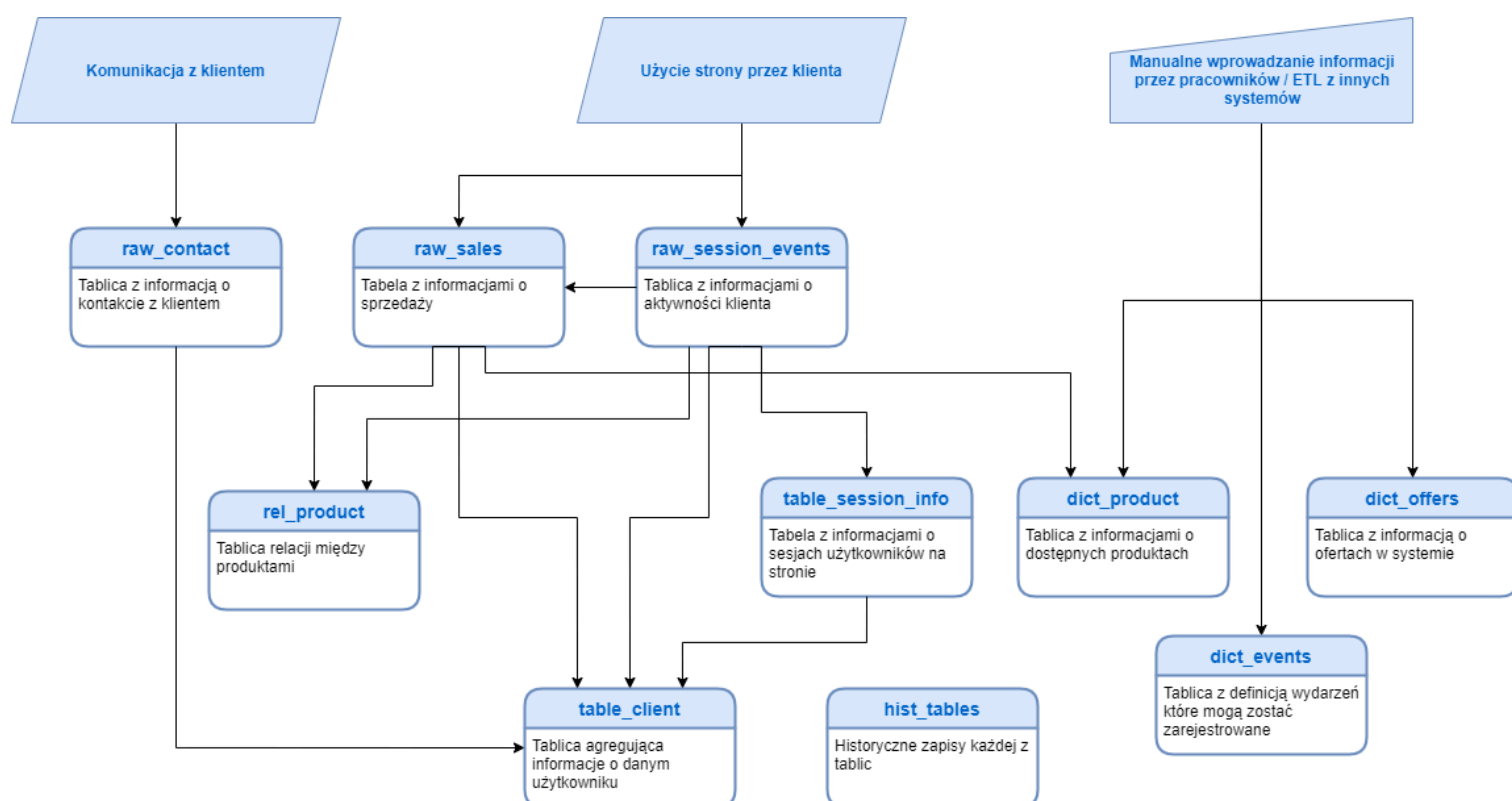 Komunikacja z klientem
Użycie strony przez klienta
Manualne wprowadzanie informacji
przez pracowników / ETL z innych
systemów
raw_contact
Tablica z informacją o
kontakcie z klientem
raw_sales
Tabela z informacjami o
sprzedaży
raw_session_events
Tablica z informacjami o
aktywności klienta
rel_product
Tablica relacji między
produktami
table_session_info
Tabela z informacjami o
sesjach użytkowników na
stronie
dict_product
Tablica z informacjami o
dostępnych produktach
dict_offers
Tablica z informacją o
ofertach w systemie
dict_events
Tablica z definicją wydarzeń
które mogą zostać
zarejestrowane
table_client
Tablica agregująca
informacje o danym
użytkowniku
hist_tables
Historyczne zapisy każdej z
tablic